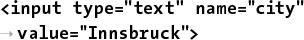 <input type="text" name="city"
→ value="Innsbruck">